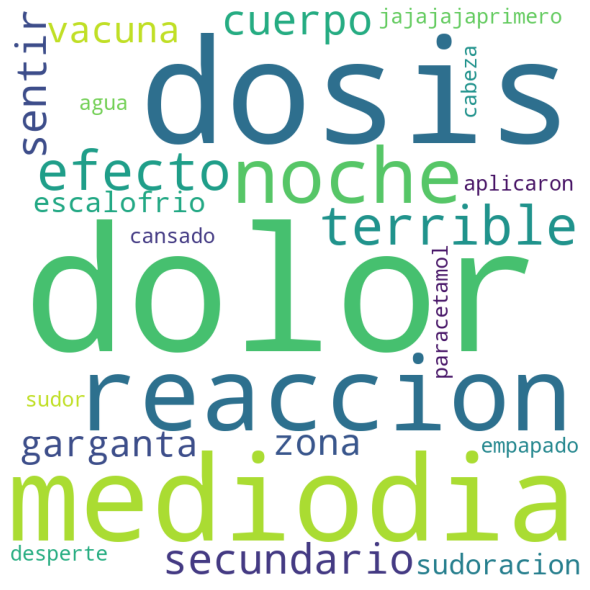 sentir
vacuna
cuerpo
jajajajaprimero
dosis
agua
cabeza
efecto
noche
aplicaron
escalofrio
terrible
cansado
dolor
paracetamol
reaccion
sudor
garganta
zona
empapado
mediodia
desperte
secundario
sudoracion